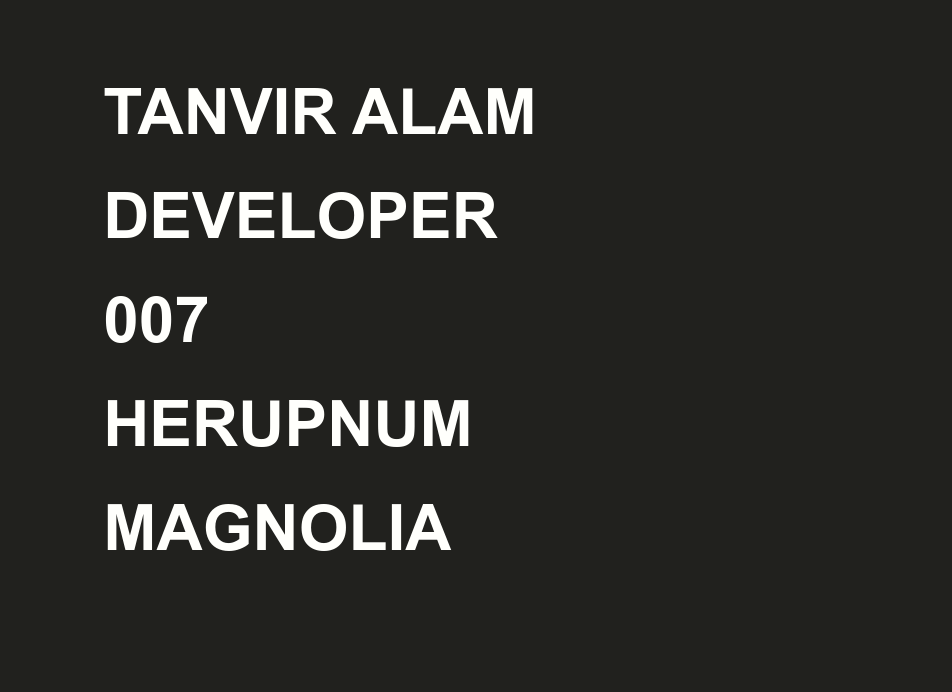 TANVIR ALAM
DEVELOPER
007
HERUPNUM
MAGNOLIA